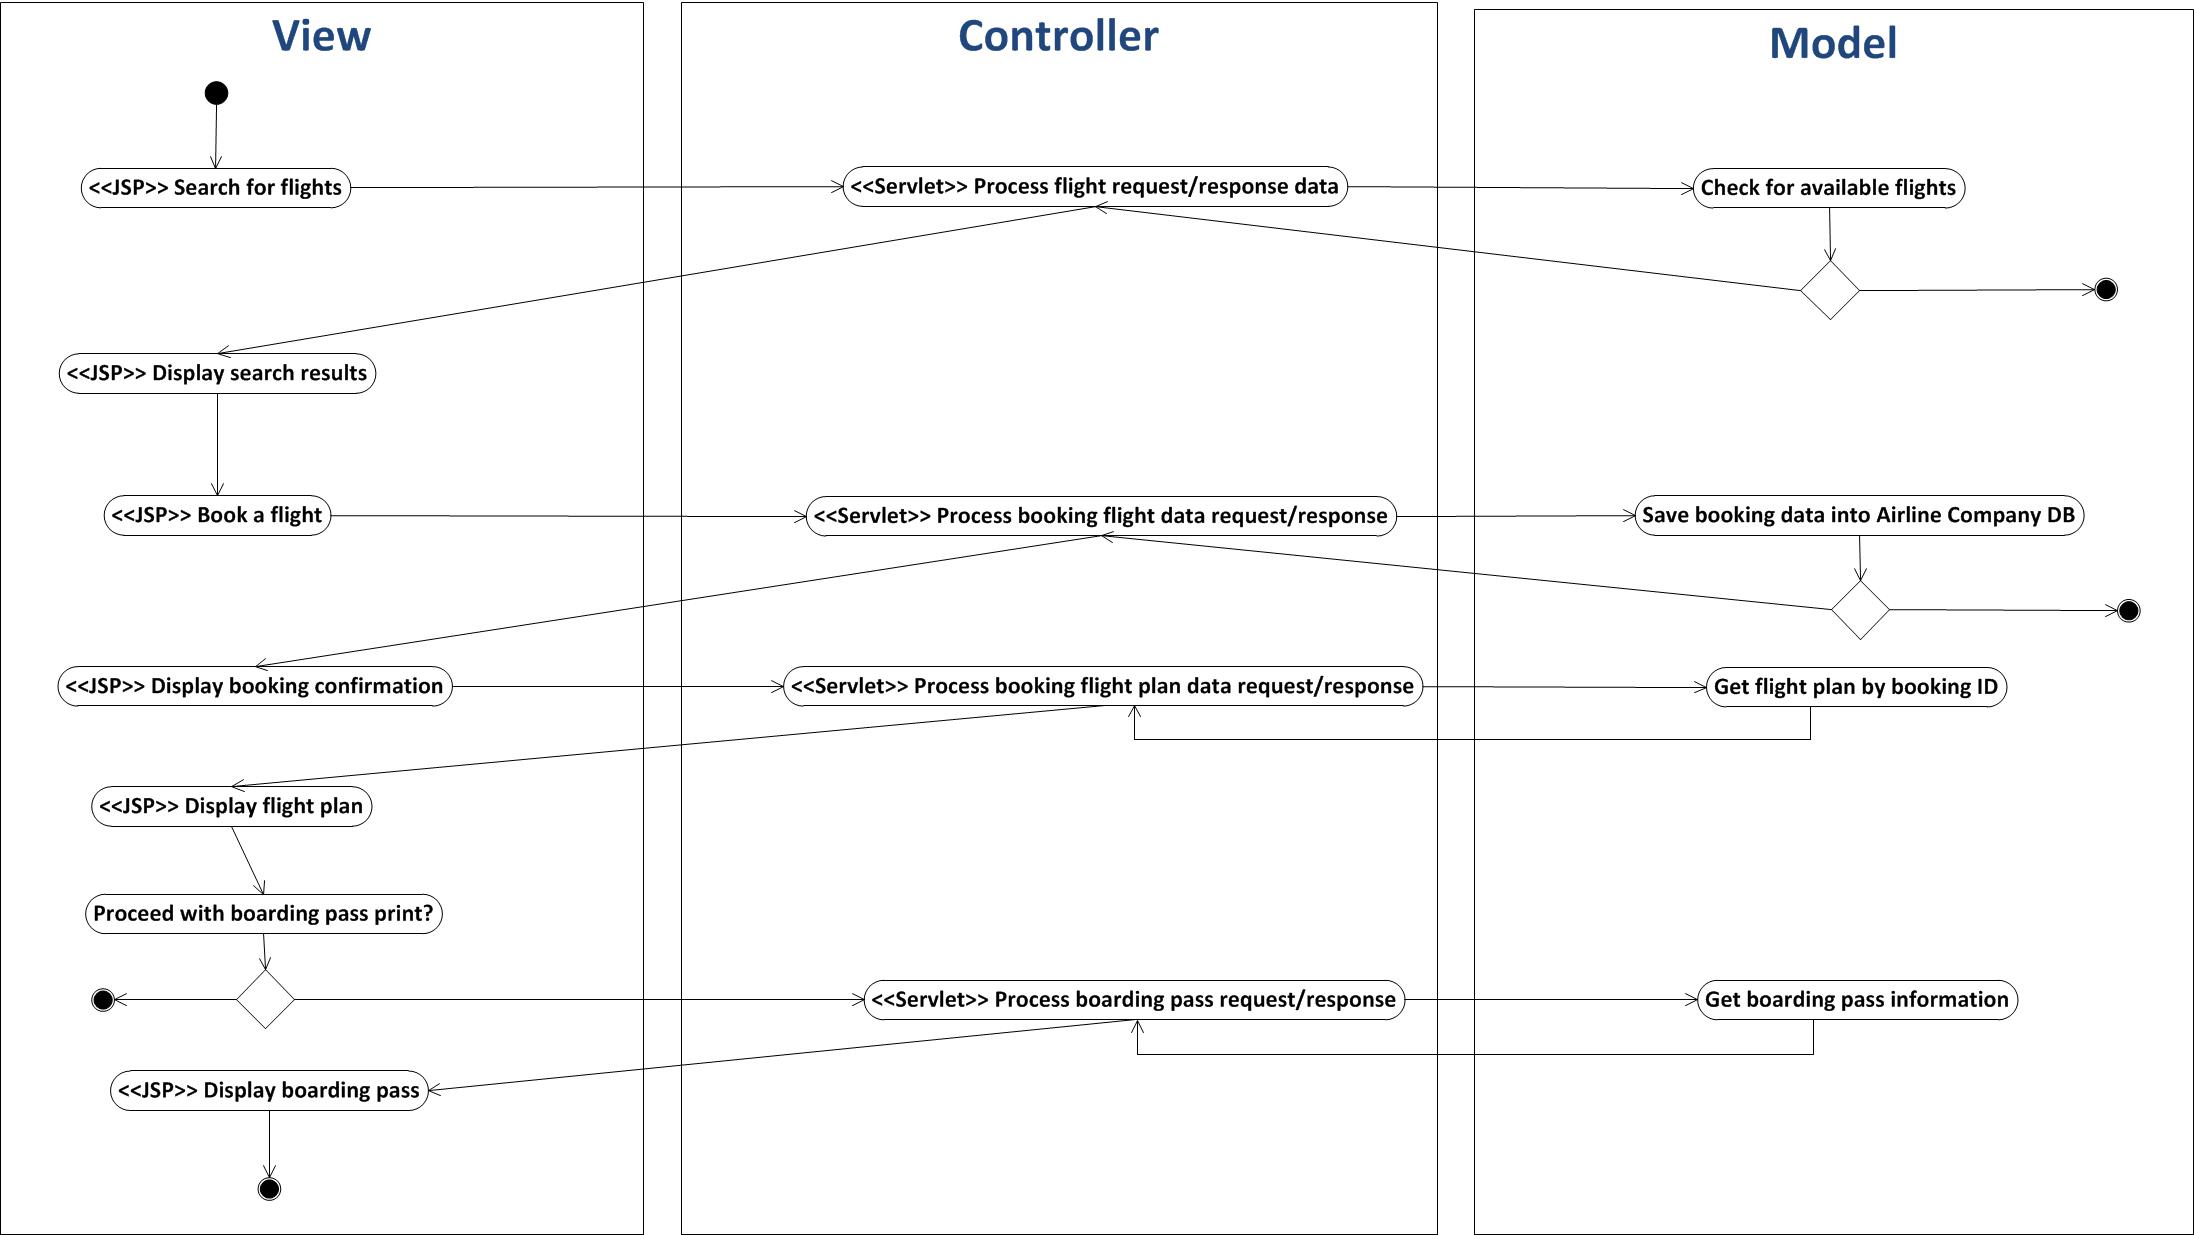 View
Controller
Model
<<JSP>> Search for flights
<<Servlet>> Process flight request/response data
Check for available flights
<<JSP>> Display search results
<<JSP>> Book a flight
<<Servlet>> Process booking flight data request/response
Save booking data into Airline Company DB
<<JSP>> Display booking confirmation
<<Servlet>> Process booking flight plan data request/response
Get flight plan by booking ID
<<JSP>> Display flight plan
Proceed with boarding pass print?
<<Servlet>> Process boarding pass request/response
Get boarding pass information
<<JSP>> Display boarding pass